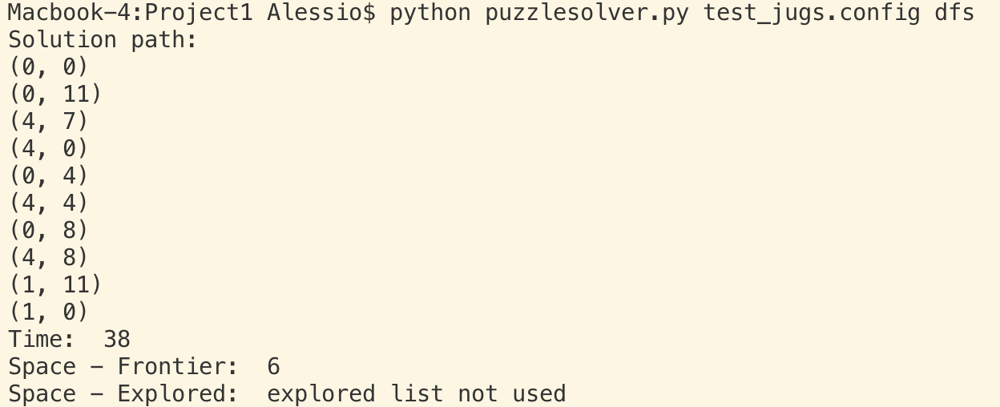 Macbook-4:Project1 Alessio$ python puzzlesolver.py test_jugs.config dfs
Solution path:
(0, 0)
(0, 11)
(4, 7)
(4, 0)
(0, 4)
(4, 4)
(0, 8)
(4, 8)
(1, 11)
(1, 0)
Time:  38
Space - Frontier:  6
Space - Explored:  explored list not used